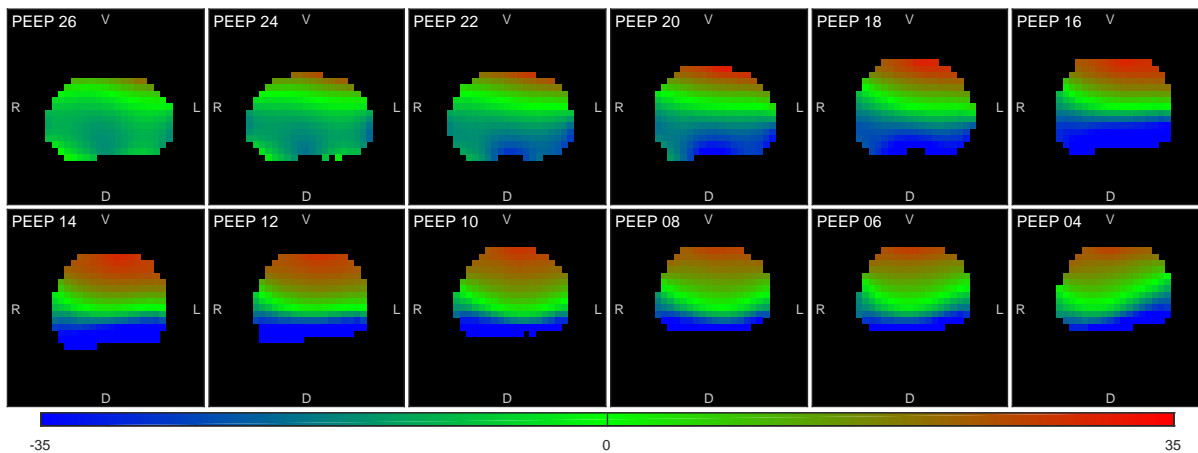 PEEP 26 V
R
D
PEEP 24 V
R L
D
PEEP 22 V
R L
D
PEEP 20 V
R L
D
PEEP 18 V
R L
D
PEEP 16 V
R L
D
PEEP 14 V
R L
D
PEEP 12 V
R L
D
PEEP 10 V
R L
D
PEEP 08 V
R L
D
PEEP 06 V
R L
D
PEEP 04 V
R L
D
-35 0 35